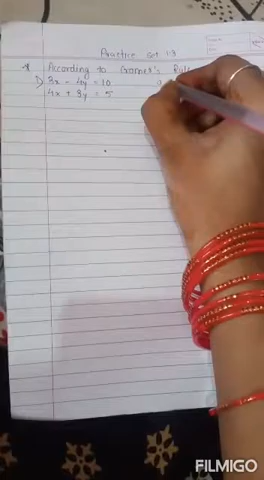 Practice Set 1.3
* According to Cramer's Rule
1) 3x - 4y = 10
4x + 3y = 5
FILMIGO